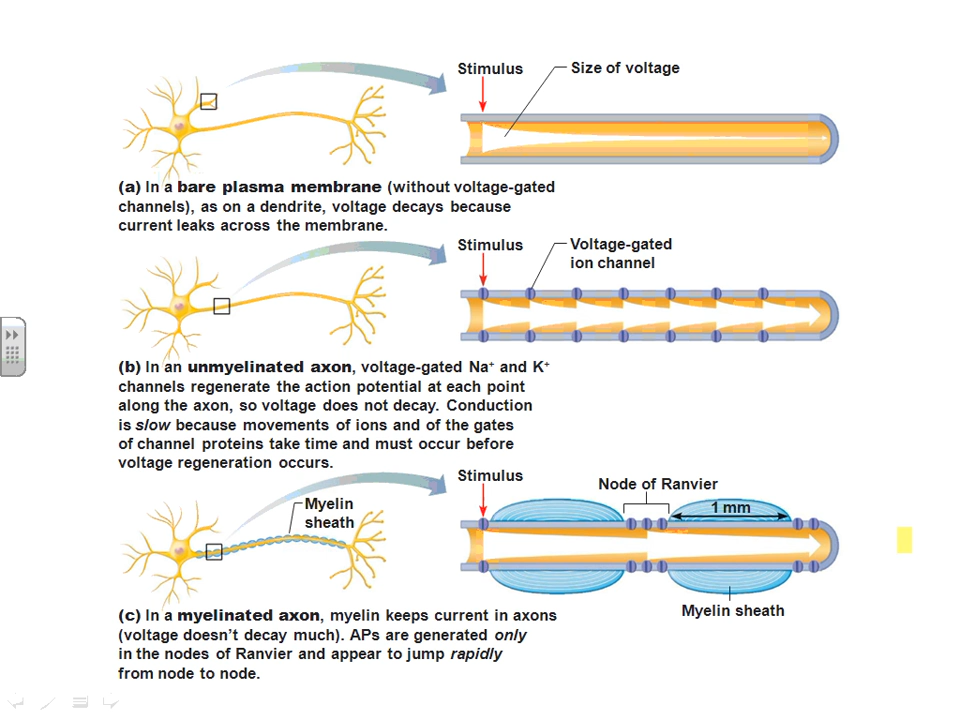 Stimulus
Size of voltage
(a) In a bare plasma membrane (without voltage-gated
channels), as on a dendrite, voltage decays because
current leaks across the membrane.
Stimulus
Voltage-gated
ion channel
(b) In an unmyelinated axon, voltage-gated Na⁺ and K⁺
channels regenerate the action potential at each point
along the axon, so voltage does not decay. Conduction
is slow because movements of ions and of the gates
of channel proteins take time and must occur before
voltage regeneration occurs.
Stimulus
Node of Ranvier
Myelin
sheath
1 mm
Myelin sheath
(c) In a myelinated axon, myelin keeps current in axons
(voltage doesn’t decay much). APs are generated only
in the nodes of Ranvier and appear to jump rapidly
from node to node.